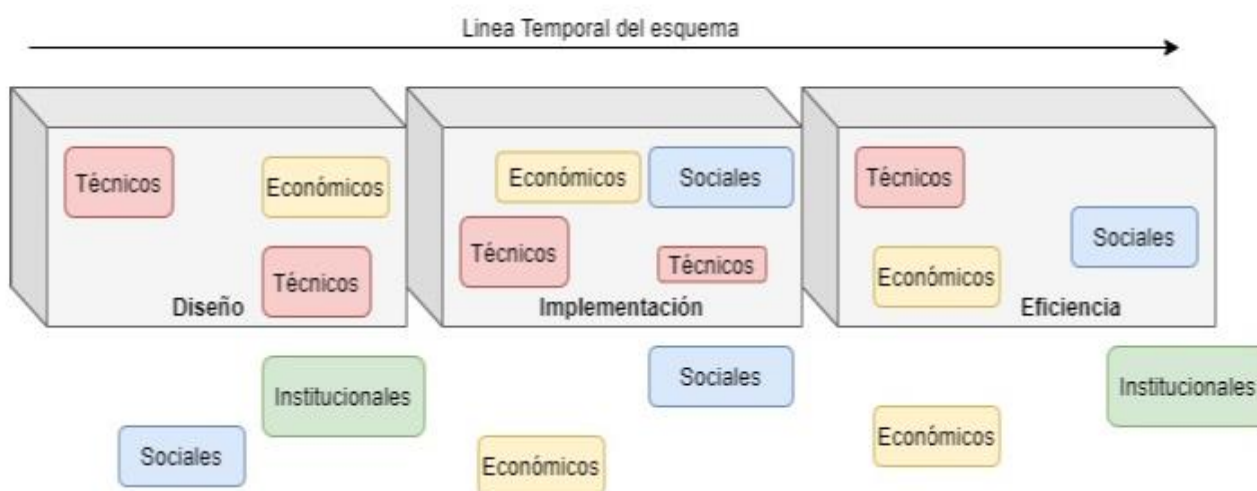 Linea Temporal del esquema
Técnicos
Económicos
Técnicos
Diseño
Económicos
Sociales
Técnicos
Técnicos
Implementación
Técnicos
Sociales
Económicos
Eficiencia
Institucionales
Sociales
Sociales
Económicos
Institucionales
Económicos